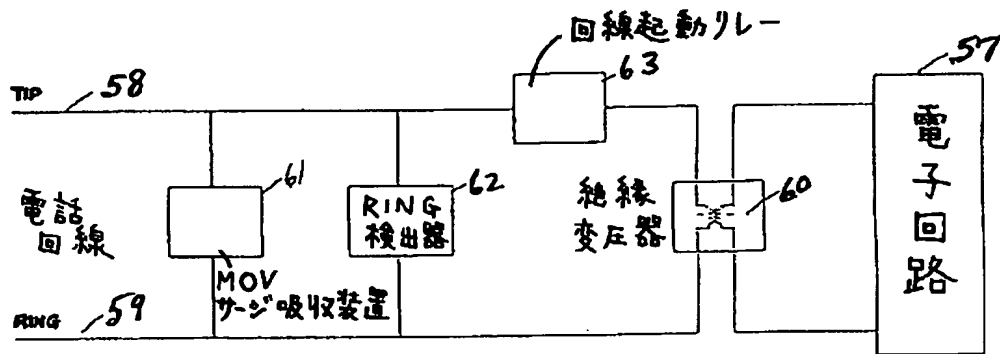 回線起動リレー
63
57
TIP
58
電子回路
61
62
RING
検出器
絶縁
変圧器
60
電話
回線
MOV
サージ吸収装置
RING
59